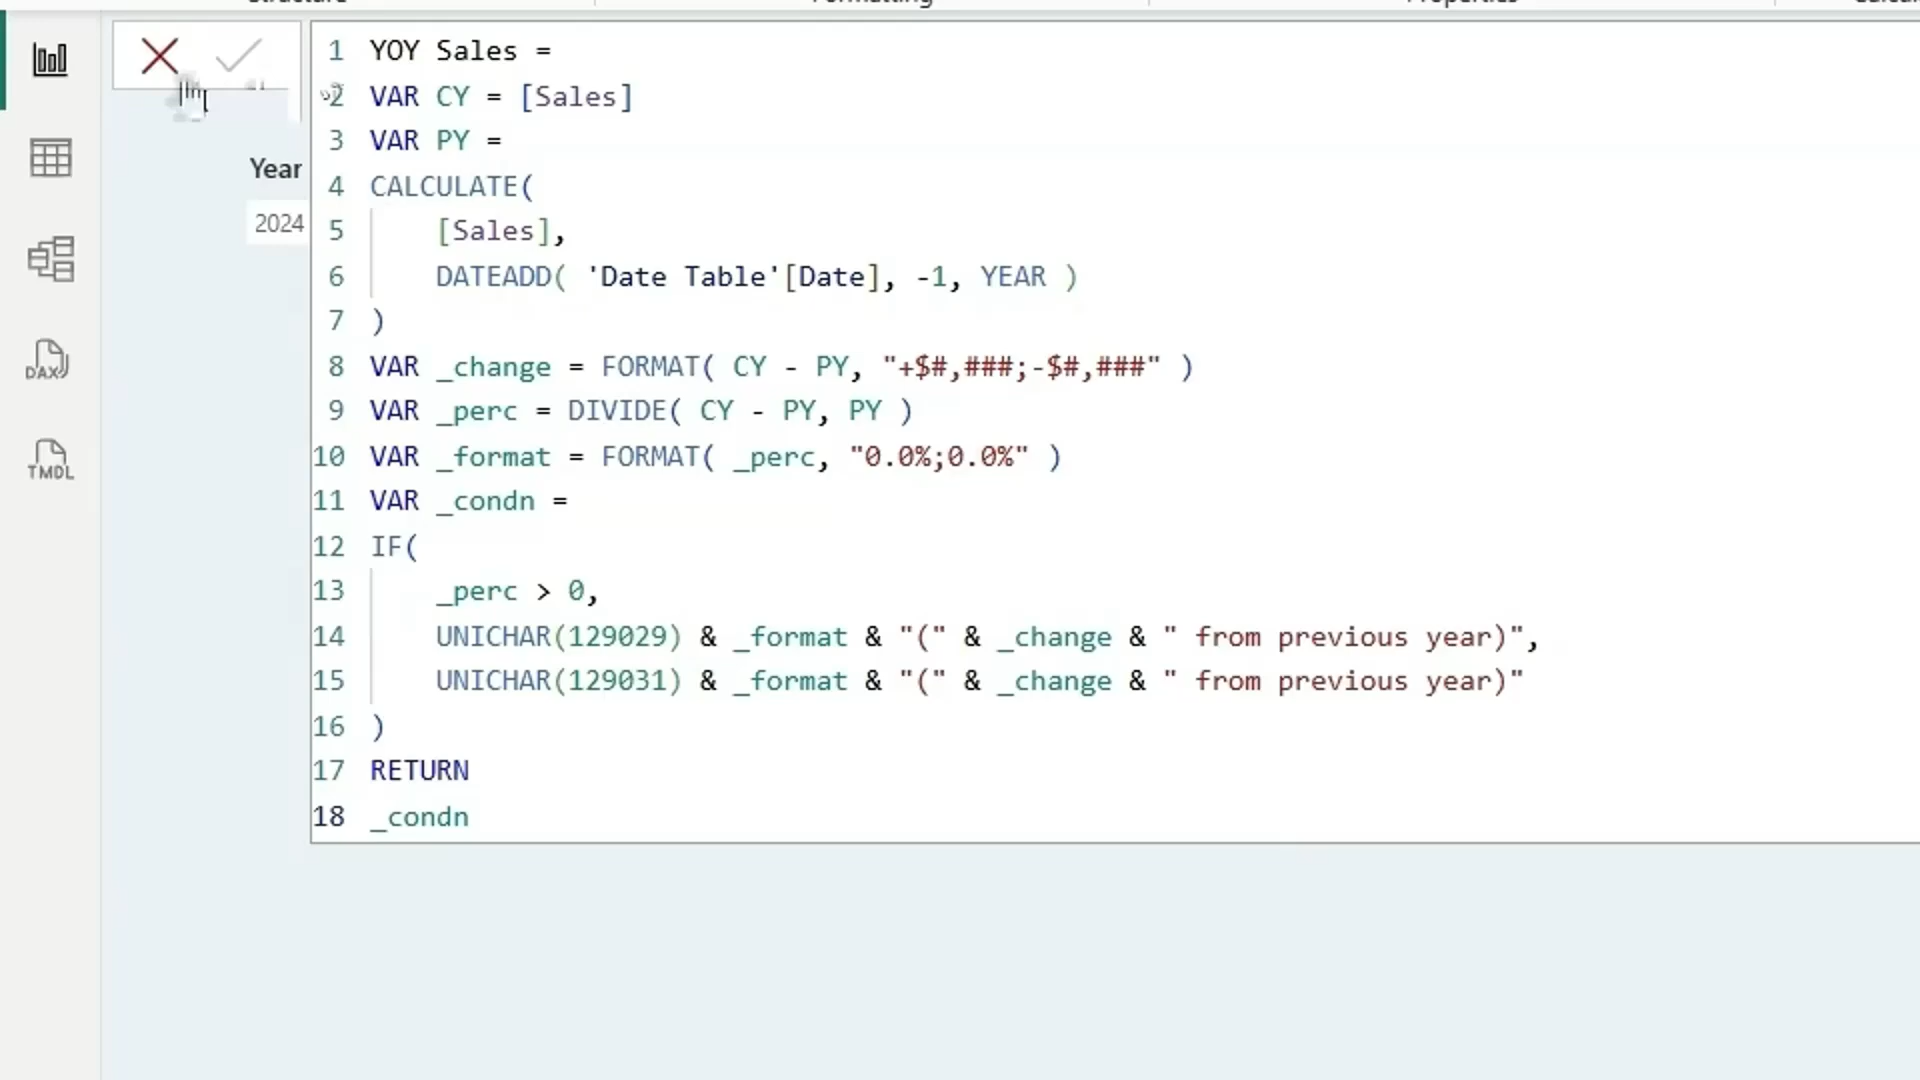 Structure
Formatting
Properties
1 YOY Sales =
2 VAR CY = [Sales]
3 VAR PY =
4 CALCULATE(
5 [Sales],
6 DATEADD( 'Date Table'[Date], -1, YEAR )
7 )
8 VAR _change = FORMAT( CY - PY, "+$#,###;-$#,###" )
9 VAR _perc = DIVIDE( CY - PY, PY )
10 VAR _format = FORMAT( _perc, "0.0%;0.0%" )
11 VAR _condn =
12 IF(
13 _perc > 0,
14 UNICHAR(129029) & _format & "(" & _change & " from previous year)",
15 UNICHAR(129031) & _format & "(" & _change & " from previous year)"
16 )
17 RETURN
18 _condn
Year
2024
DAX
TMDL